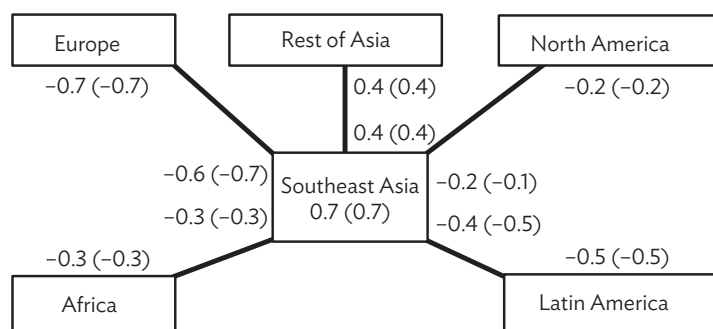 Europe
Rest of Asia
North America
–0.7 (–0.7)
0.4 (0.4)
–0.2 (–0.2)
0.4 (0.4)
–0.6 (–0.7)
Southeast Asia
0.7 (0.7)
–0.2 (–0.1)
–0.3 (–0.3)
–0.4 (–0.5)
–0.3 (–0.3)
–0.5 (–0.5)
Africa
Latin America